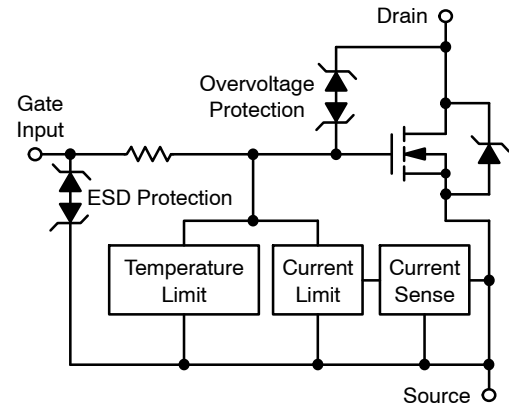 Drain
Overvoltage
Protection
Gate
Input
ESD Protection
Temperature
Limit
Current
Limit
Current
Sense
Source